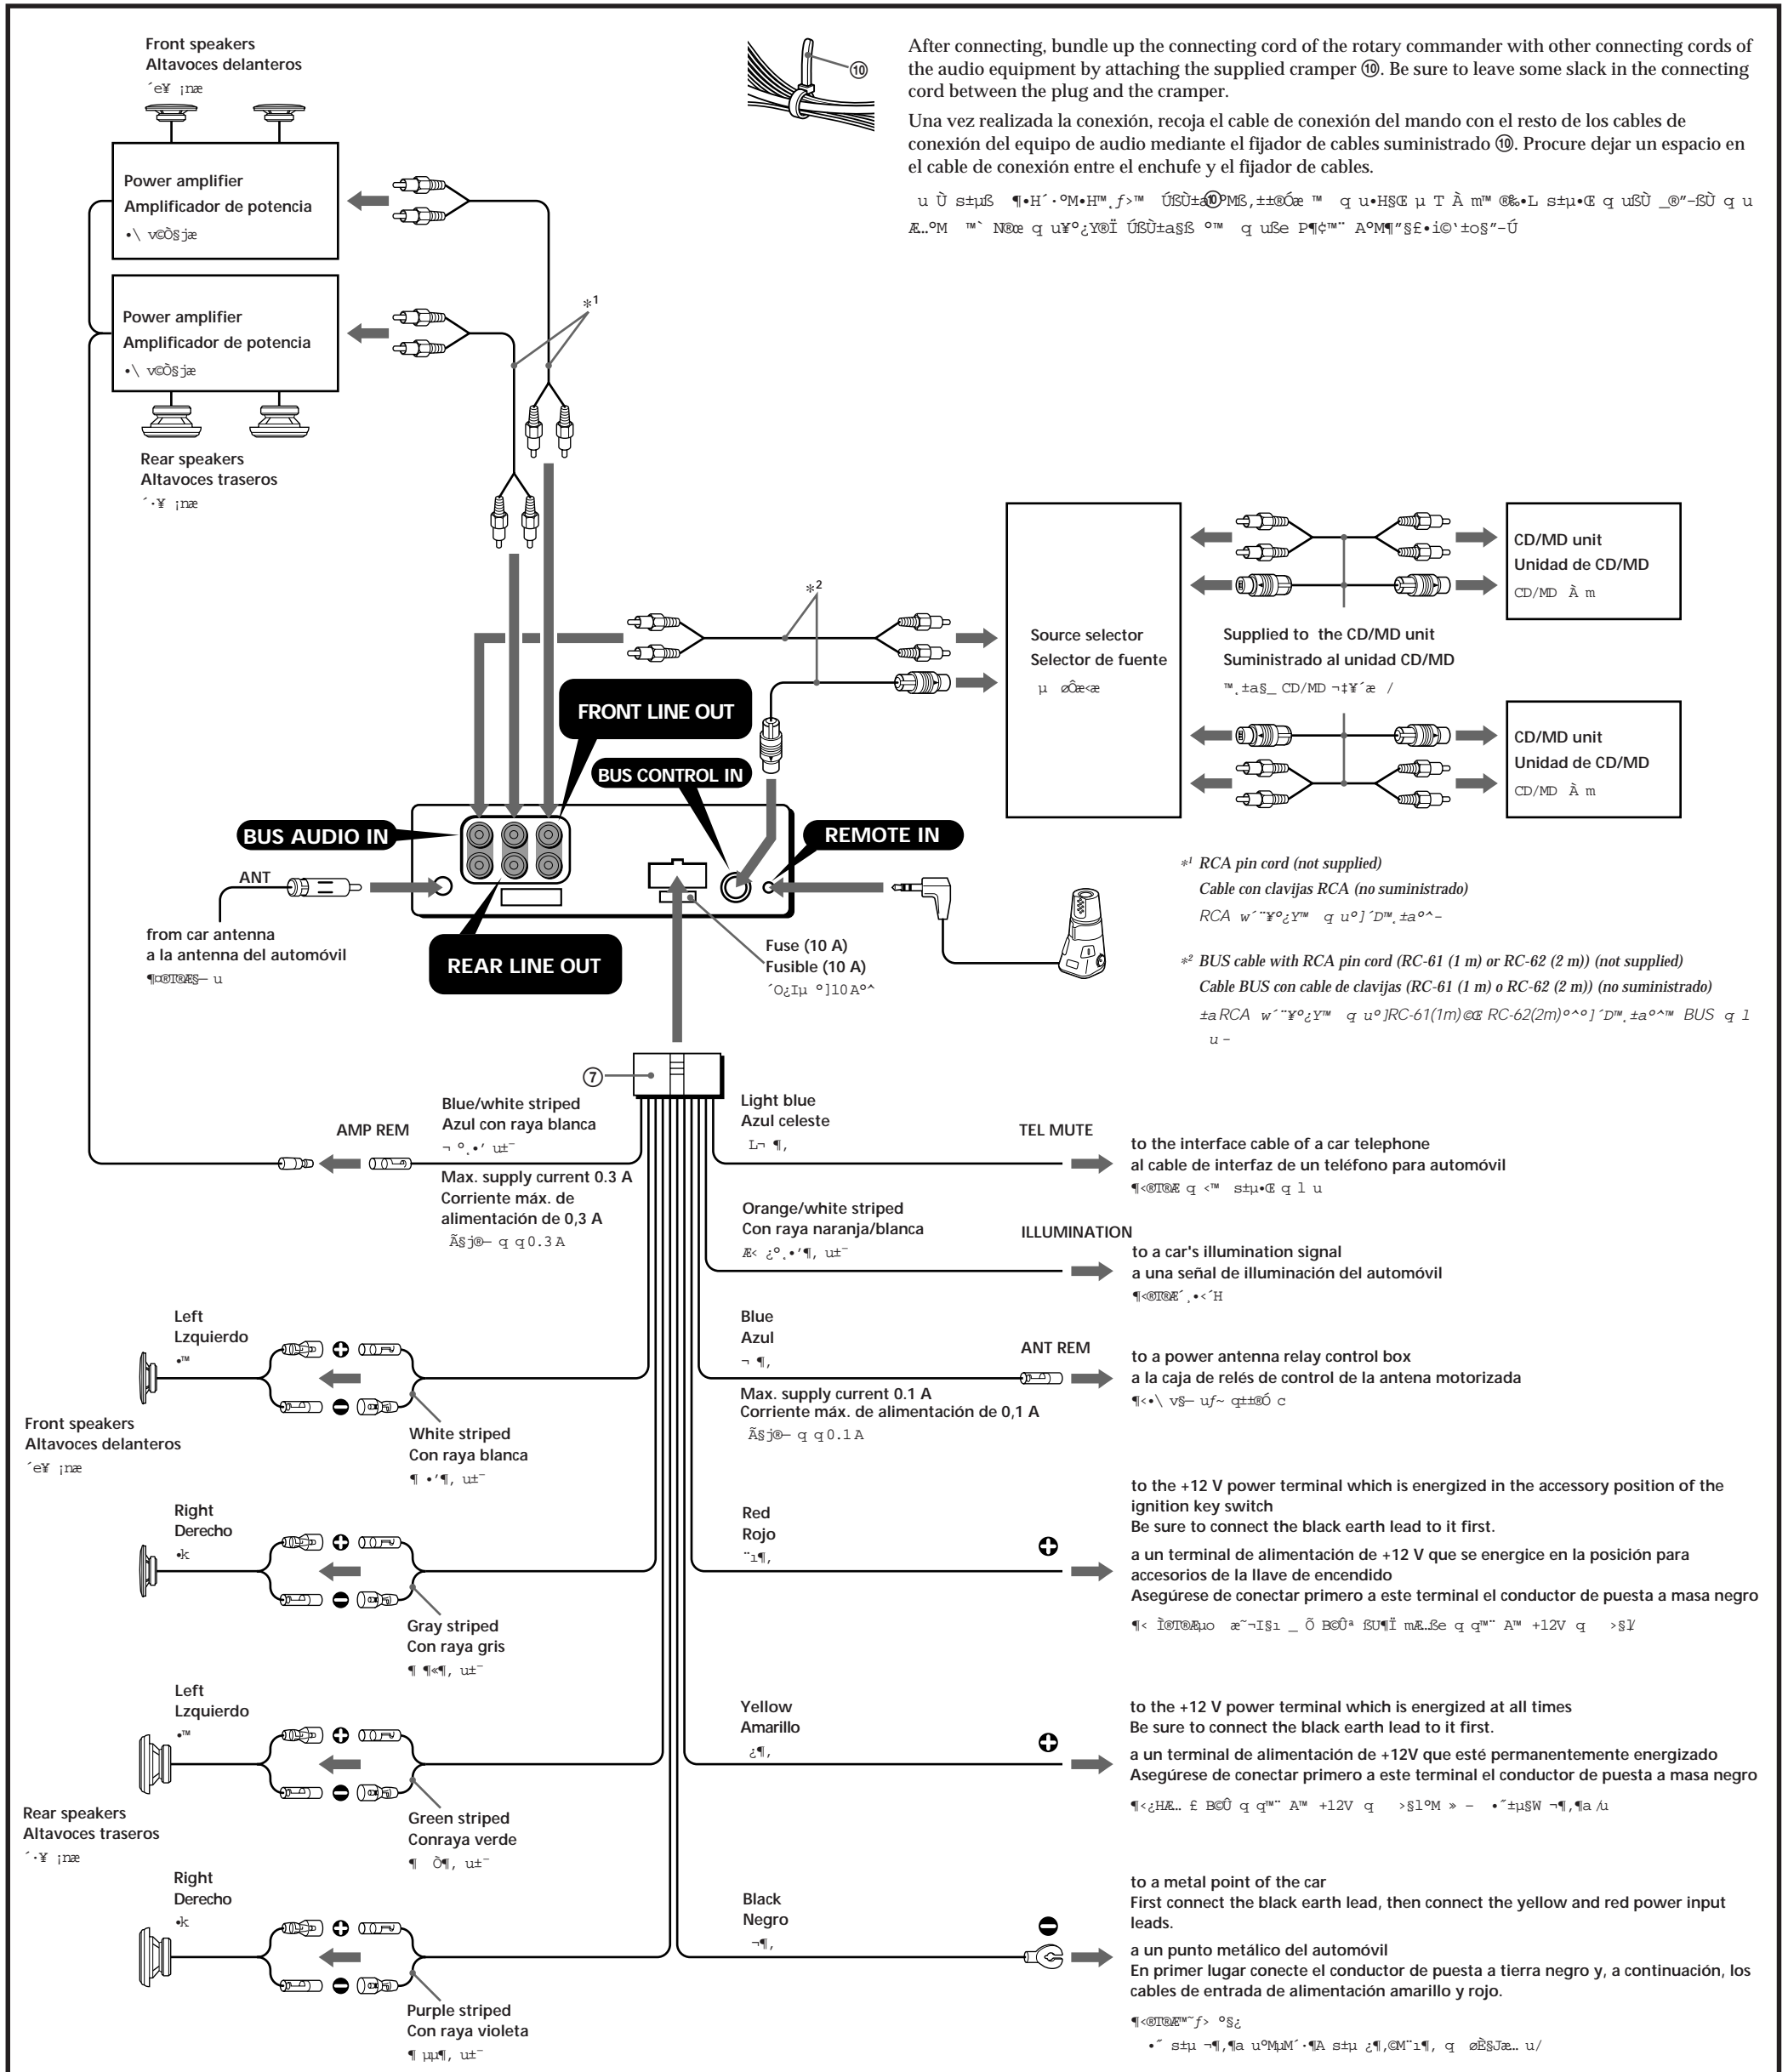 Front speakers
Altavoces delanteros
After connecting, bundle up the connecting cord of the rotary commander with other connecting cords of
the audio equipment by attaching the supplied cramper ⑩. Be sure to leave some slack in the connecting
cord between the plug and the cramper.
Una vez realizada la conexión, recoja el cable de conexión del mando con el resto de los cables de
conexión del equipo de audio mediante el fijador de cables suministrado ⑩. Procure dejar un espacio en
el cable de conexión entre el enchufe y el fijador de cables.
⑩
Power amplifier
Amplificador de potencia
Power amplifier
Amplificador de potencia
Rear speakers
Altavoces traseros
*1
*2
Source selector
Selector de fuente
CD/MD unit
Unidad de CD/MD
CD/MD
Supplied to the CD/MD unit
Suministrado al unidad CD/MD
CD/MD
CD/MD unit
Unidad de CD/MD
CD/MD
FRONT LINE OUT
BUS CONTROL IN
BUS AUDIO IN
REMOTE IN
ANT
from car antenna
a la antenna del automóvil
REAR LINE OUT
Fuse (10 A)
Fusible (10 A)
*1 RCA pin cord (not supplied)
Cable con clavijas RCA (no suministrado)
RCA
*2 BUS cable with RCA pin cord (RC-61 (1 m) or RC-62 (2 m)) (not supplied)
Cable BUS con cable de clavijas (RC-61 (1 m) o RC-62 (2 m)) (no suministrado)
⑦
AMP REM
Blue/white striped
Azul con raya blanca
Max. supply current 0.3 A
Corriente máx. de
alimentación de 0,3 A
0.3 A
Light blue
Azul celeste
TEL MUTE
to the interface cable of a car telephone
al cable de interfaz de un teléfono para automóvil
Orange/white striped
Con raya naranja/blanca
ILLUMINATION
to a car's illumination signal
a una señal de illuminación del automóvil
Blue
Azul
ANT REM
Max. supply current 0.1 A
Corriente máx. de alimentación de 0,1 A
0.1 A
to a power antenna relay control box
a la caja de relés de control de la antena motorizada
Left
Lzquierdo
Front speakers
Altavoces delanteros
White striped
Con raya blanca
Right
Derecho
Gray striped
Con raya gris
Red
Rojo
to the +12 V power terminal which is energized in the accessory position of the
ignition key switch
Be sure to connect the black earth lead to it first.
a un terminal de alimentación de +12 V que se energice en la posición para
accesorios de la llave de encendido
Asegúrese de conectar primero a este terminal el conductor de puesta a masa negro
Left
Lzquierdo
Rear speakers
Altavoces traseros
Green striped
Conraya verde
Yellow
Amarillo
to the +12 V power terminal which is energized at all times
Be sure to connect the black earth lead to it first.
a un terminal de alimentación de +12V que esté permanentemente energizado
Asegúrese de conectar primero a este terminal el conductor de puesta a masa negro
Right
Derecho
Purple striped
Con raya violeta
Black
Negro
to a metal point of the car
First connect the black earth lead, then connect the yellow and red power input
leads.
a un punto metálico del automóvil
En primer lugar conecte el conductor de puesta a tierra negro y, a continuación, los
cables de entrada de alimentación amarillo y rojo.